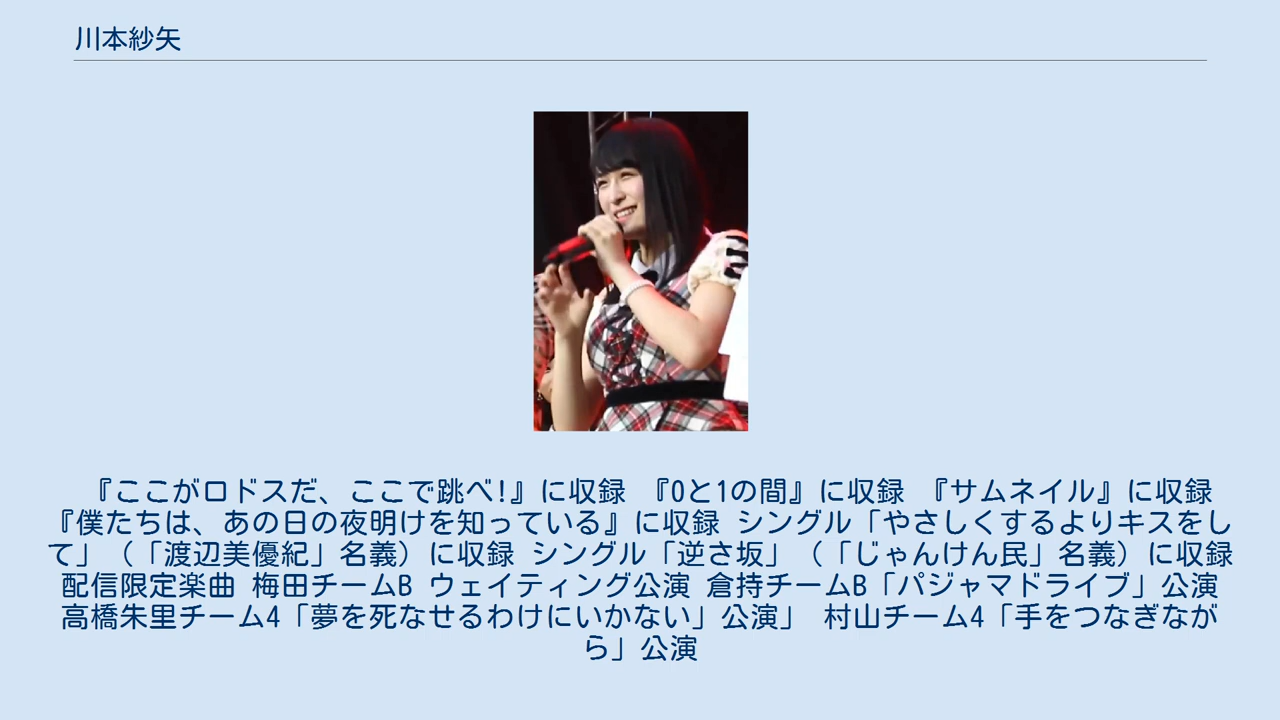 川本紗矢
『ここがロドスだ、ここで跳べ!』に収録 『0と1の間』に収録 『サムネイル』に収録
『僕たちは、あの日の夜明けを知っている』に収録 シングル「やさしくするよりキスをし
て」（「渡辺美優紀」名義）に収録 シングル「逆さ坂」（「じゃんけん民」名義）に収録
配信限定楽曲 梅田チームB ウェイティング公演 倉持チームB「パジャマドライブ」公演
高橋朱里チーム4「夢を死なせるわけにいかない」公演」 村山チーム4「手をつなぎなが
ら」公演